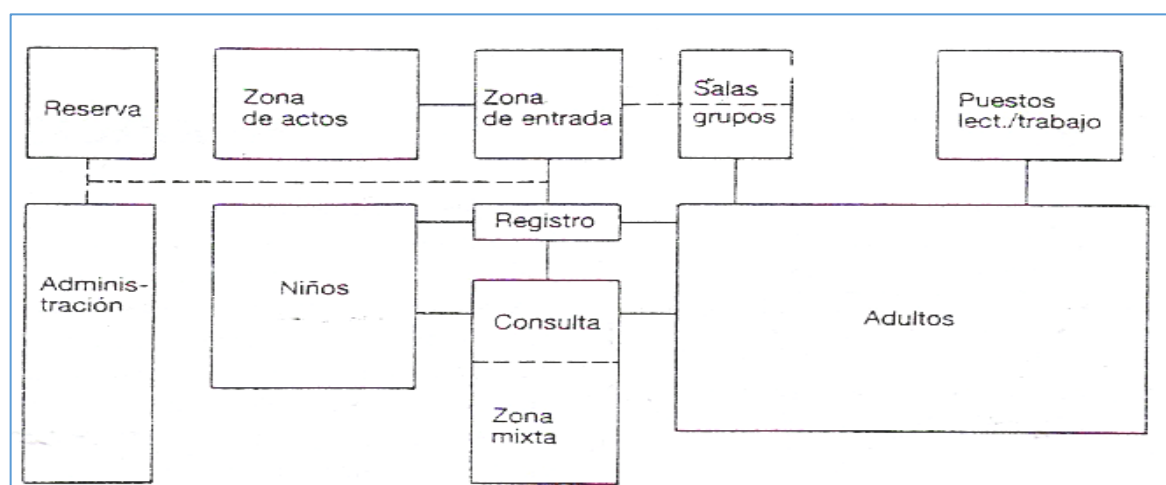 Reserva
Zona
de actos
Zona
de entrada
Salas
grupos
Puestos
lect./trabajo
Registro
Adminis-
tración
Niños
Consulta
Adultos
Zona
mixta